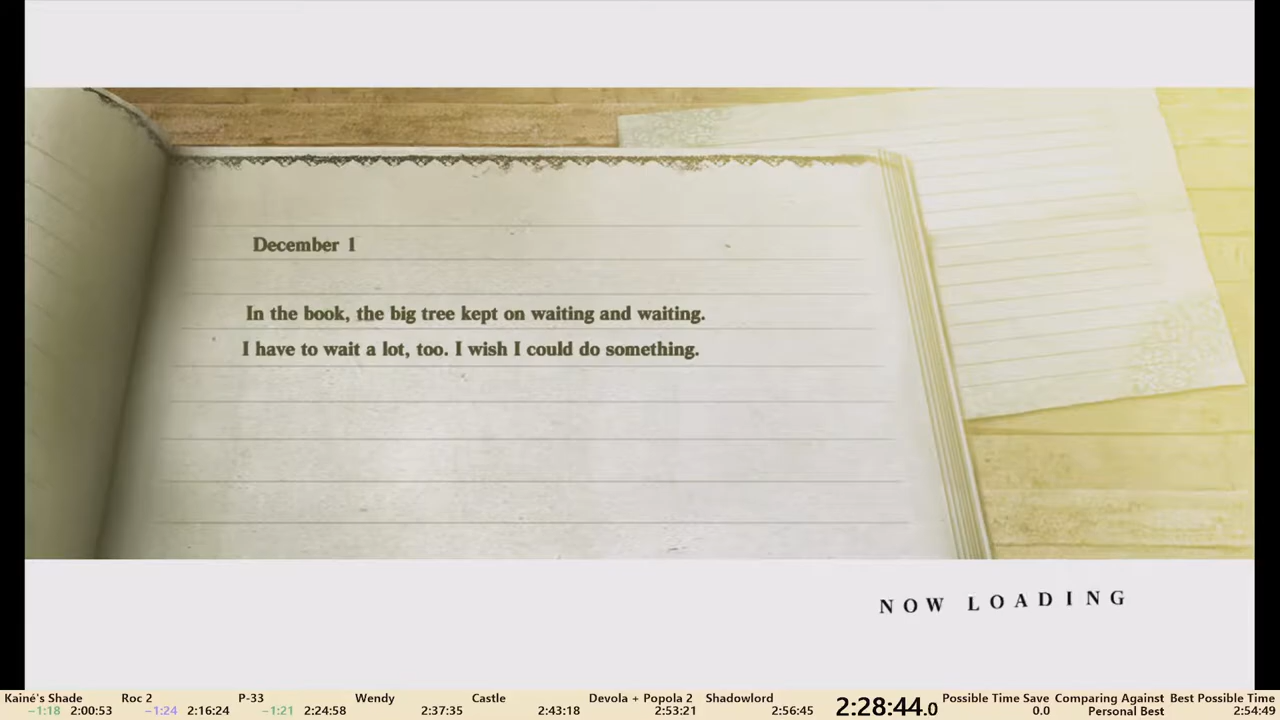 December 1
In the book, the big tree kept on waiting and waiting.
I have to wait a lot, too. I wish I could do something.
NOW LOADING
Kainé's Shade Roc 2 P-33 Wendy Castle Devola + Popola 2 Shadowlord 2:28:44.0 Possible Time Save Comparing Against Best Possible Time
−1:18 2:00:53 −1:24 2:16:24 −1:21 2:24:58 2:37:35 2:43:18 2:53:21 2:56:45 0.0 Personal Best 2:54:49